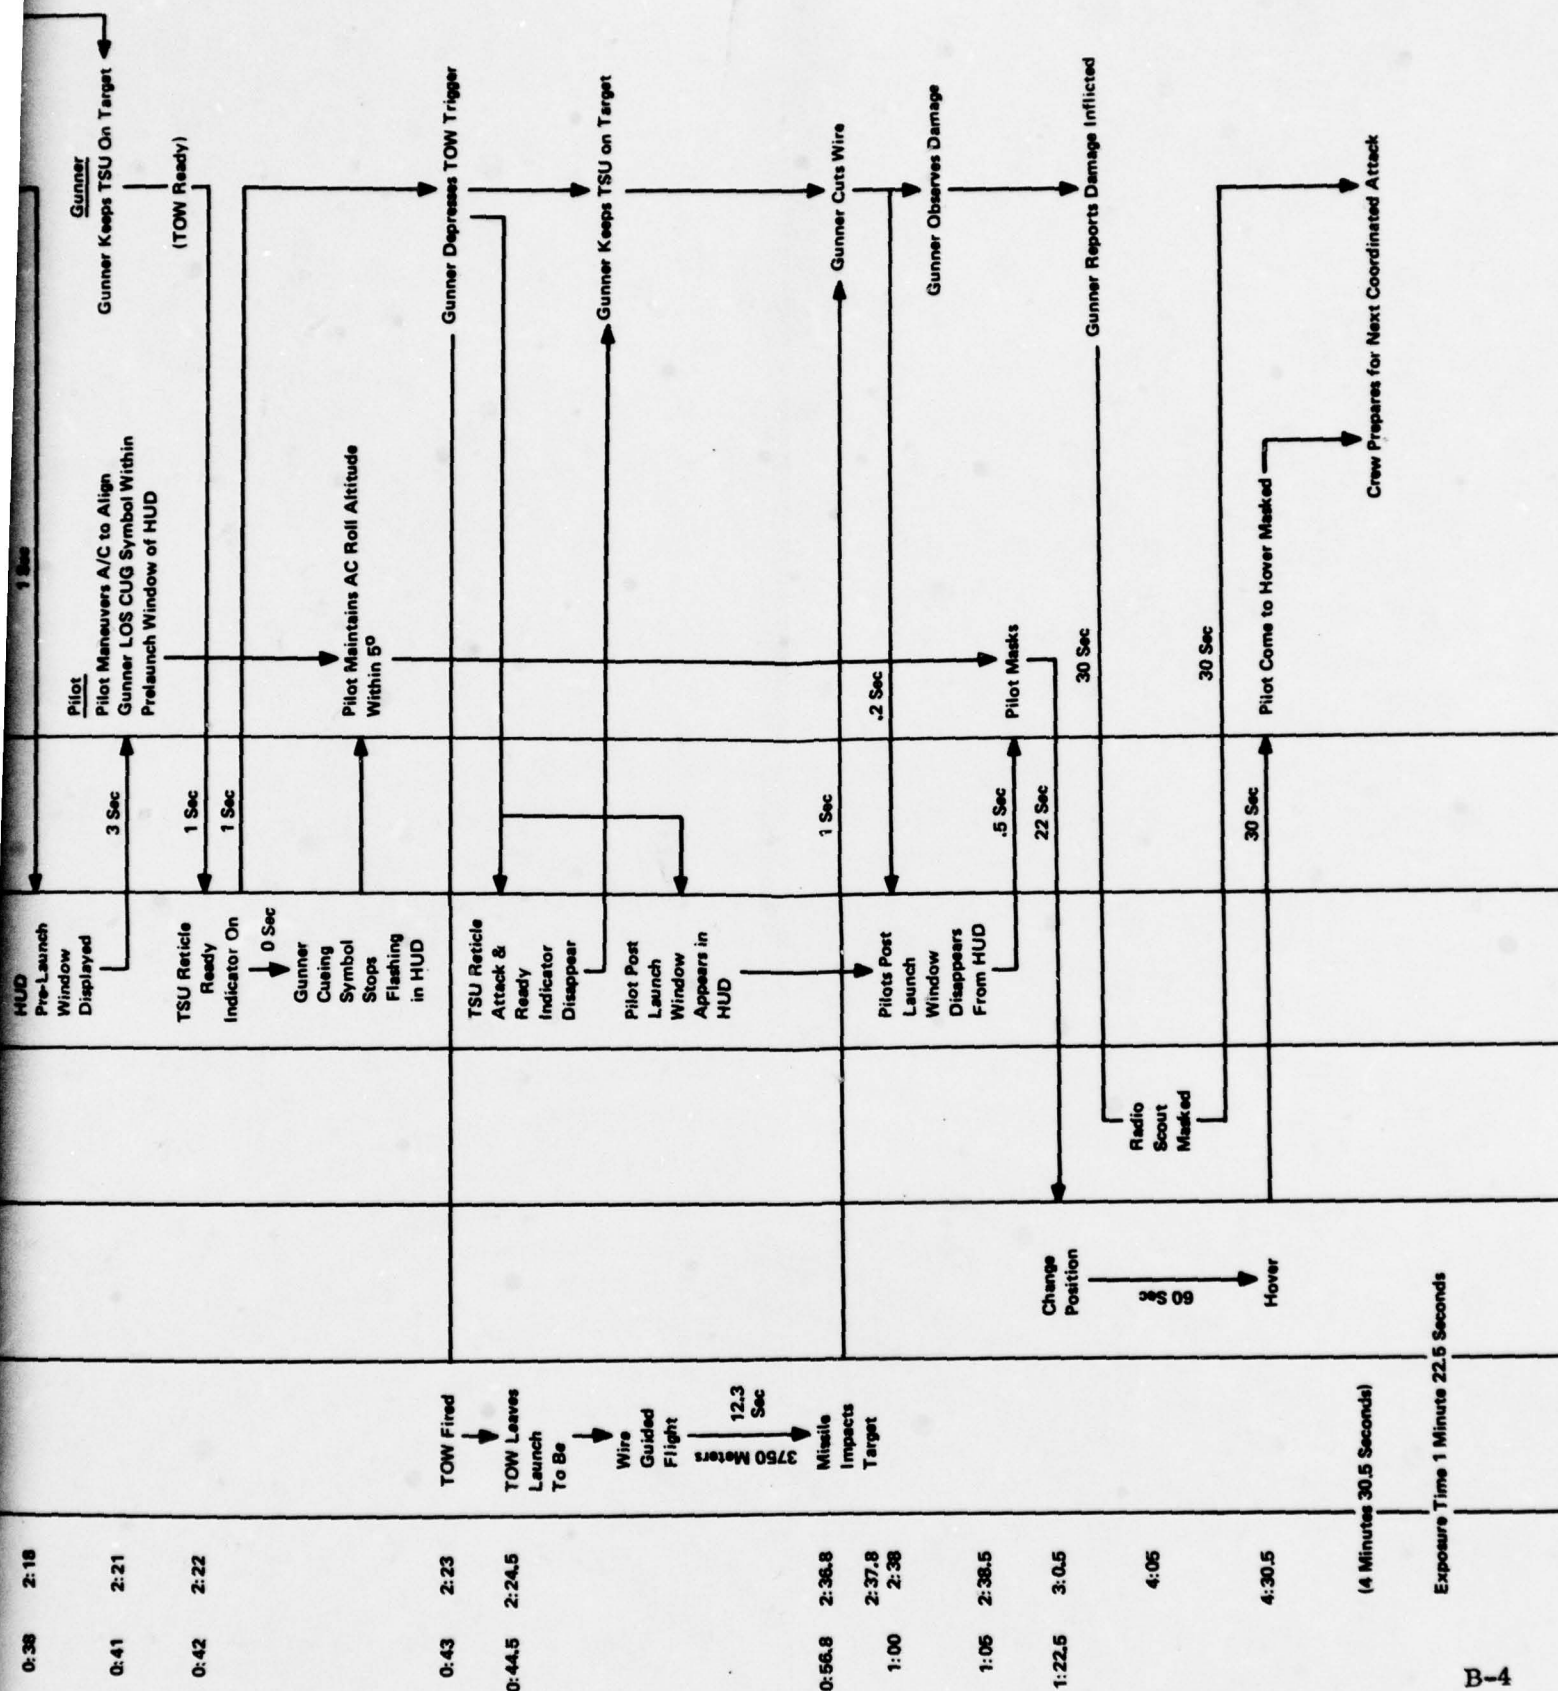 1 Sec
Gunner
Gunner Keeps TSU On Target
(TOW Ready)
Gunner Depresses TOW Trigger
Gunner Keeps TSU on Target
Gunner Cuts Wire
Gunner Observes Damage
Gunner Reports Damage Inflicted
Crew Prepares for Next Coordinated Attack
Pilot
Pilot Maneuvers A/C to Align
Gunner LOS CUG Symbol Within
Prelaunch Window of HUD
Pilot Maintains AC Roll Altitude
Within 5°
Pilot Masks
Pilot Come to Hover Masked
3 Sec
1 Sec
1 Sec
1 Sec
.2 Sec
.5 Sec
22 Sec
30 Sec
30 Sec
30 Sec
HUD
Pre-Launch
Window
Displayed
TSU Reticle
Ready
Indicator On
0 Sec
Gunner
Cueing
Symbol
Stops
Flashing
in HUD
TSU Reticle
Attack &
Ready
Indicator
Disappear
Pilot Post
Launch
Window
Appears in
HUD
Pilots Post
Launch
Window
Disappears
From HUD
Radio
Scout
Masked
Change
Position
60 Sec
Hover
TOW Fired
TOW Leaves
Launch
To Be
Wire
Guided
Flight
12.3
Sec
3750 Meters
Missile
Impacts
Target
0:38 2:18
0:41 2:21
0:42 2:22
0:43 2:23
0:44.5 2:24.5
0:56.8 2:36.8
2:37.8
1:00 2:38
1:05 2:38.5
1:22.5 3:0.5
4:05
4:30.5
(4 Minutes 30.5 Seconds)
Exposure Time 1 Minute 22.5 Seconds
B-4